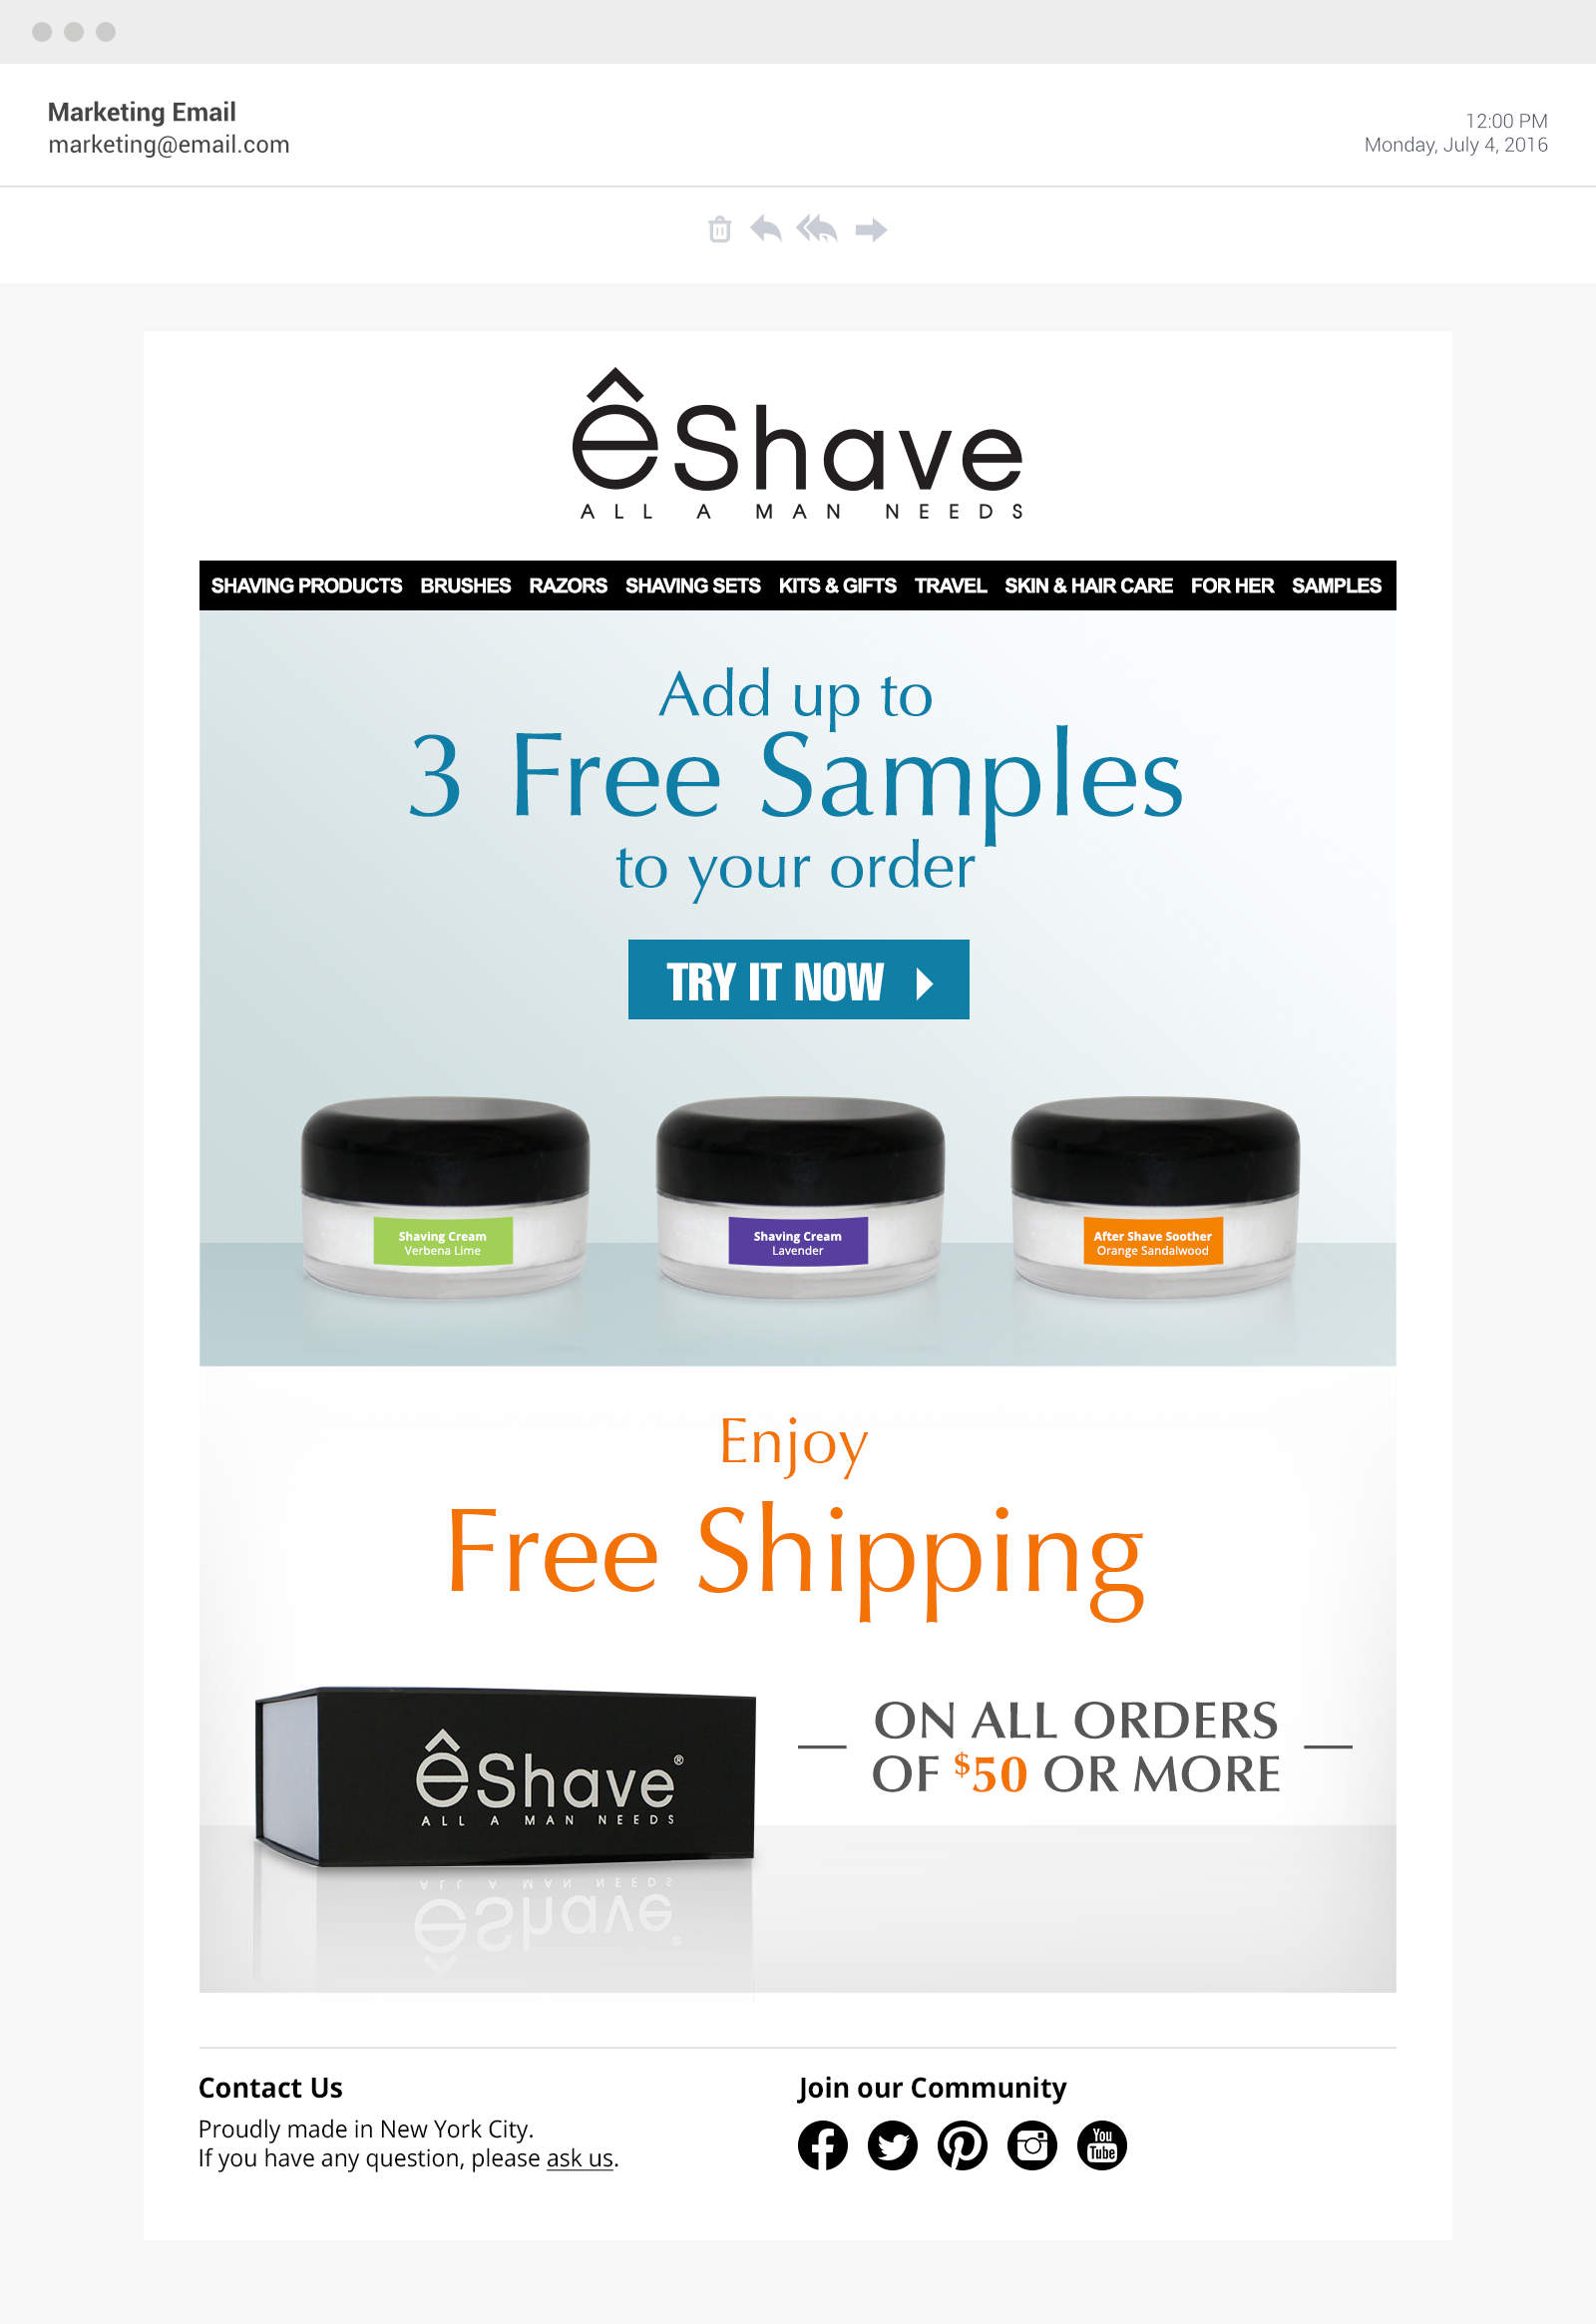 Marketing Email
marketing@email.com
12:00 PM
Monday, July 4, 2016
êShave
ALL A MAN NEEDS
SHAVING PRODUCTS BRUSHES RAZORS SHAVING SETS KITS & GIFTS TRAVEL SKIN & HAIR CARE FOR HER SAMPLES
Add up to
3 Free Samples
to your order
TRY IT NOW
Shaving Cream
Verbena Lime
Shaving Cream
Lavender
After Shave Soother
Orange Sandalwood
Enjoy
Free Shipping
êShave®
ALL A MAN NEEDS
ON ALL ORDERS
OF $50 OR MORE
Contact Us
Proudly made in New York City.
If you have any question, please ask us.
Join our Community
You
Tube